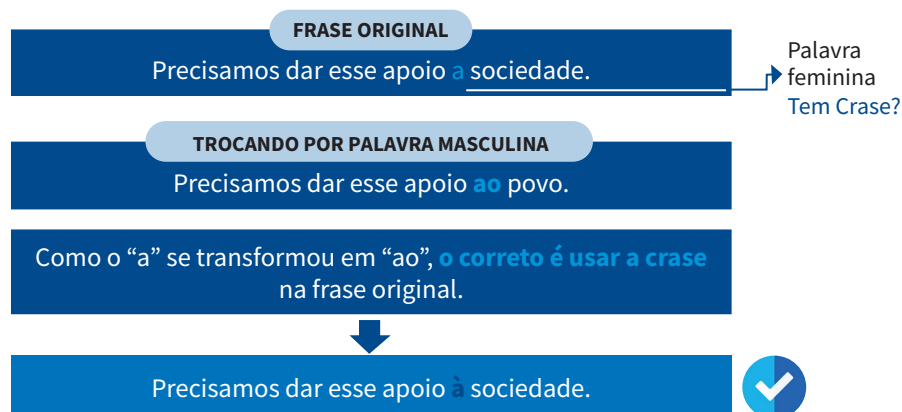 FRASE ORIGINAL
Precisamos dar esse apoio a sociedade.
Palavra
feminina
Tem Crase?
TROCANDO POR PALAVRA MASCULINA
Precisamos dar esse apoio ao povo.
Como o “a” se transformou em “ao”, o correto é usar a crase
na frase original.
Precisamos dar esse apoio à sociedade.